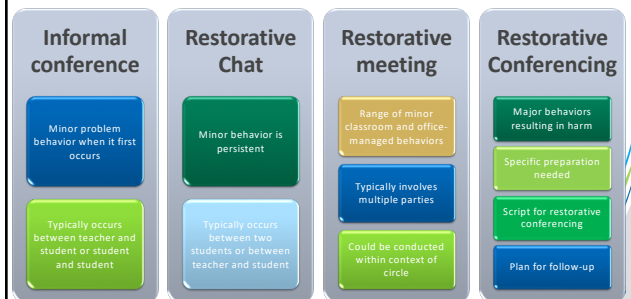 Informal
conference
Minor problem
behavior when it first
occurs
Typically occurs
between teacher and
student or student
and student
Restorative
Chat
Minor behavior is
persistent
Typically occurs
between two
students or between
teacher and student
Restorative
meeting
Range of minor
classroom and office-
managed behaviors
Typically involves
multiple parties
Could be conducted
within context of
circle
Restorative
Conferencing
Major behaviors
resulting in harm
Specific preparation
needed
Script for restorative
conferencing
Plan for follow-up